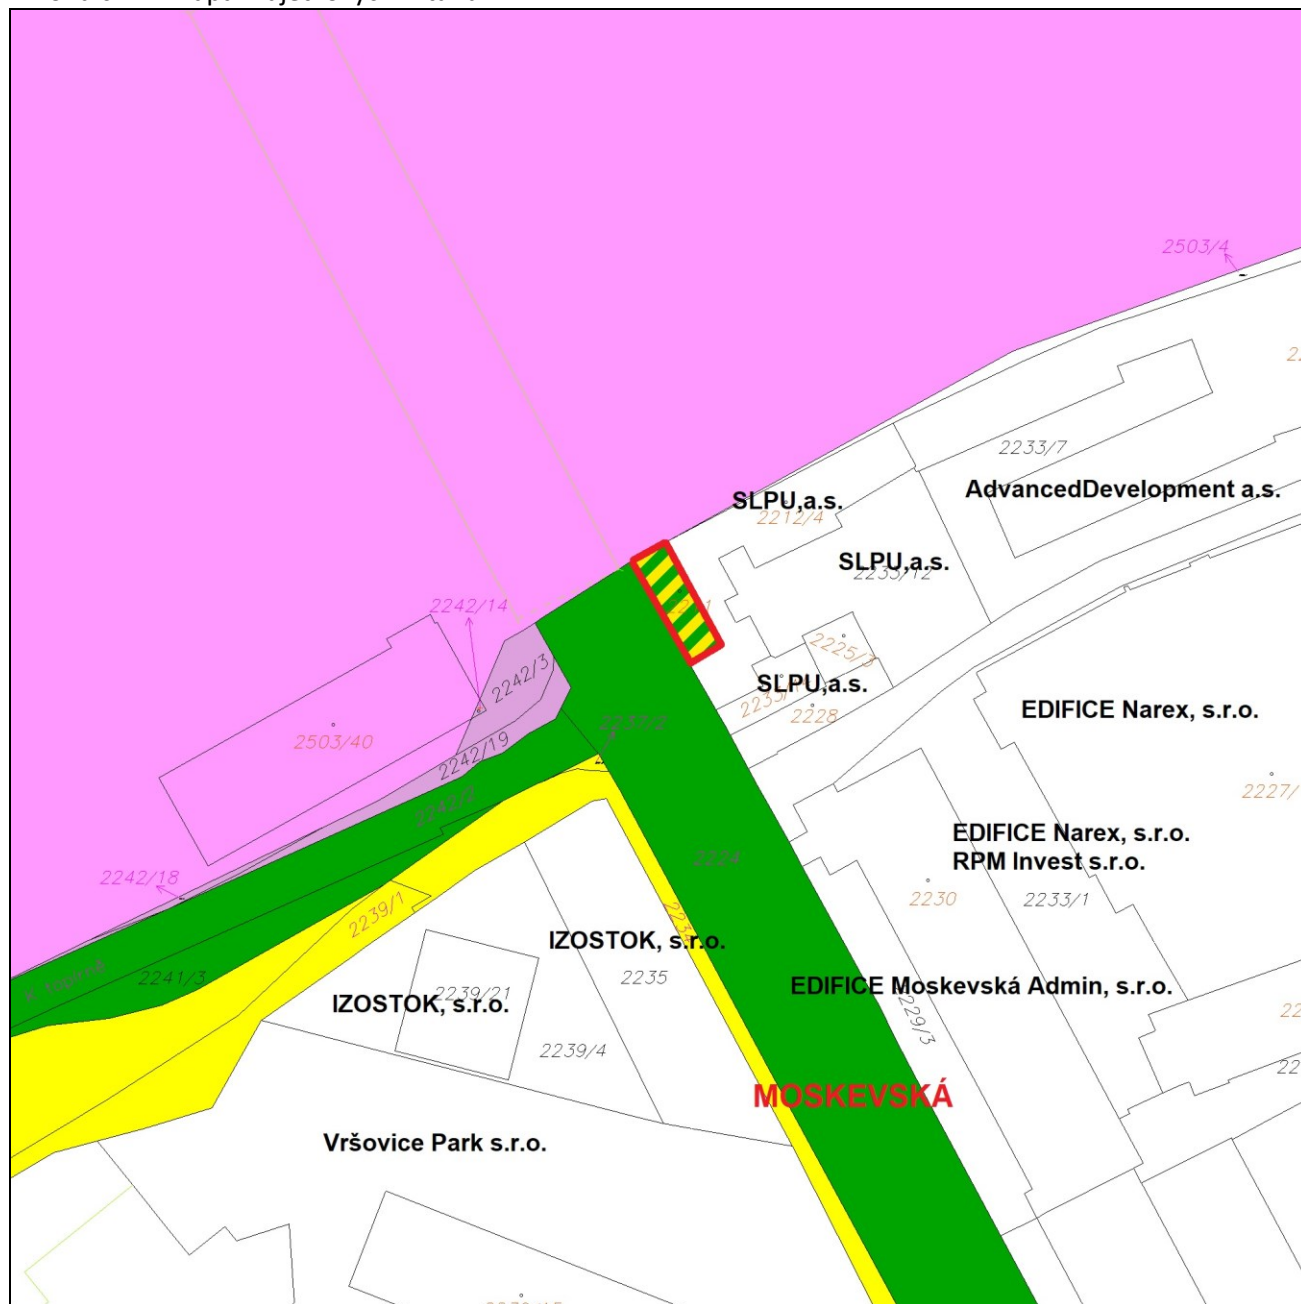 2503/4
2233/7
AdvancedDevelopment a.s.
SLPU,a.s.
2212/4
SLPU,a.s.
2242/14
2225/3
2242/3
SLPU,a.s.
2228
EDIFICE Narex, s.r.o.
2503/40
2242/19
2227/
2242/2
EDIFICE Narex, s.r.o.
RPM Invest s.r.o.
2224
2242/18
2230
2233/1
2239/1
IZOSTOK, s.r.o.
2241/3
2235
EDIFICE Moskevská Admin, s.r.o.
2239/21
IZOSTOK, s.r.o.
2229/3
2239/4
MOSKEVSKÁ
Vršovice Park s.r.o.